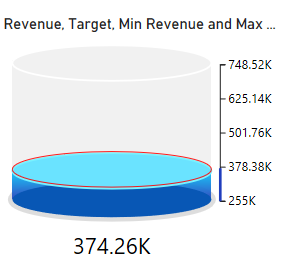 Revenue, Target, Min Revenue and Max ...
748.52K
625.14K
501.76K
378.38K
255K
374.26K